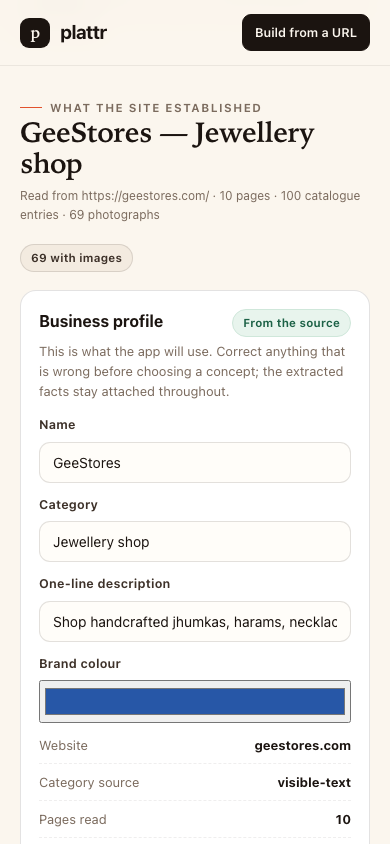 p plattr
Build from a URL
WHAT THE SITE ESTABLISHED
GeeStores — Jewellery
shop
Read from https://geestores.com/ · 10 pages · 100 catalogue
entries · 69 photographs
69 with images
Business profile
From the source
This is what the app will use. Correct anything that
is wrong before choosing a concept; the extracted
facts stay attached throughout.
Name
GeeStores
Category
Jewellery shop
One-line description
Shop handcrafted jhumkas, harams, necklac
Brand colour
Website geestores.com
Category source visible-text
Pages read 10